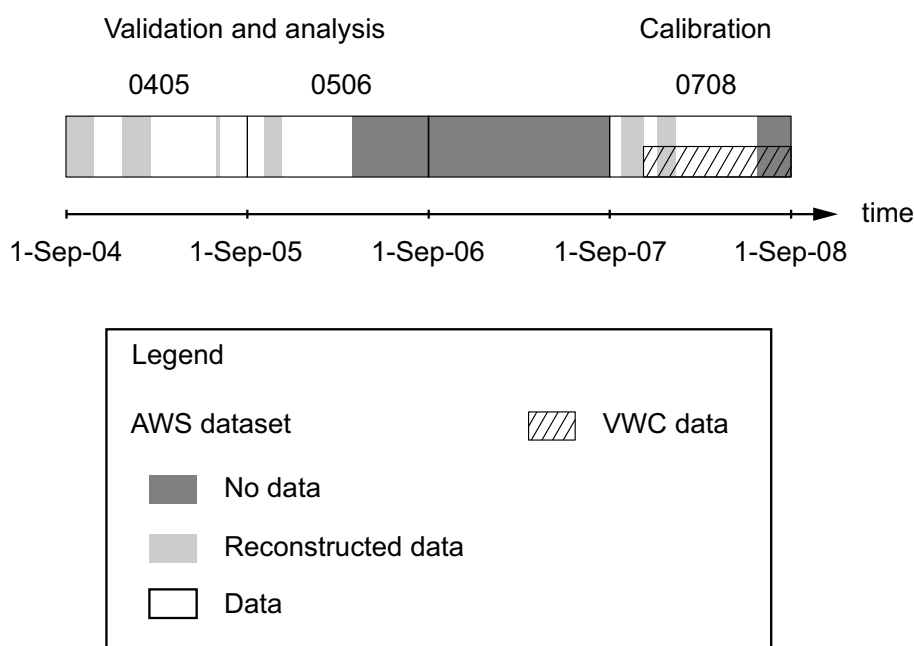 Validation and analysis Calibration
0405 0506 0708
time
1-Sep-04 1-Sep-05 1-Sep-06 1-Sep-07 1-Sep-08
Legend
AWS dataset VWC data
No data
Reconstructed data
Data